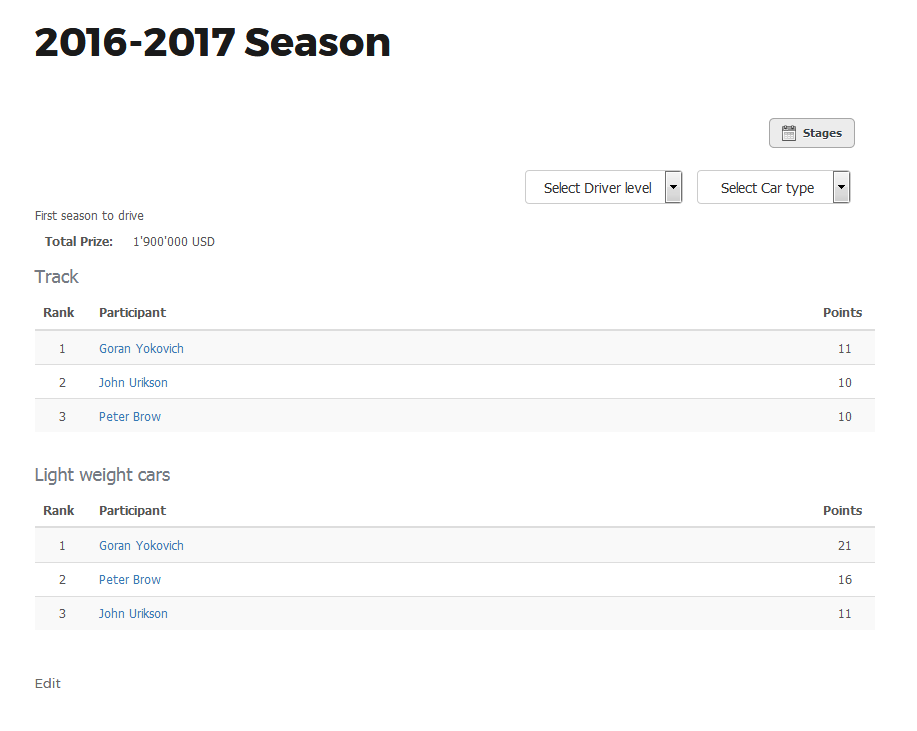 2016-2017 Season
Stages
Select Driver level Select Car type
First season to drive
Total Prize: 1'900'000 USD
Track
Rank Participant Points
1 Goran Yokovich 11
2 John Urikson 10
3 Peter Brow 10
Light weight cars
Rank Participant Points
1 Goran Yokovich 21
2 Peter Brow 16
3 John Urikson 11
Edit